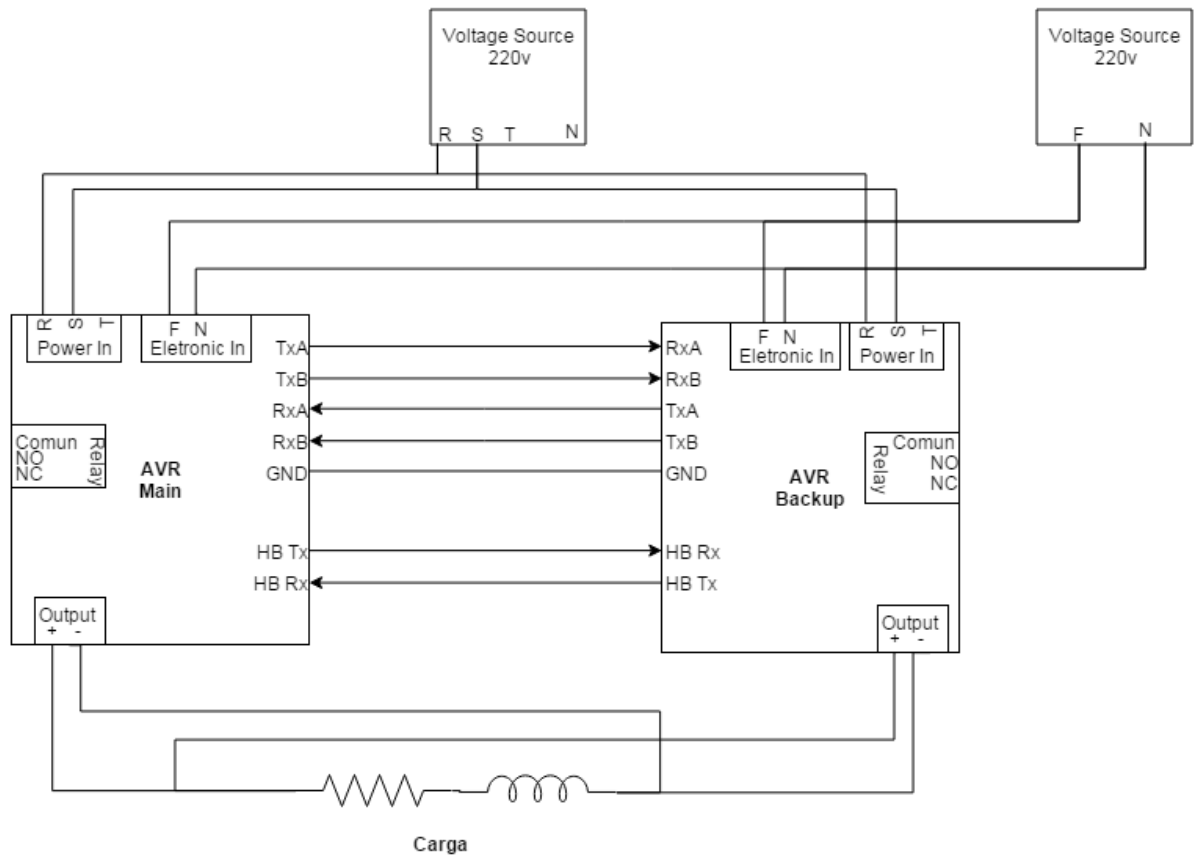 Voltage Source
220v
R S T N
Voltage Source
220v
F N
R S T
Power In
F N
Eletronic In
TxA
TxB
RxA
RxB
GND
HB Tx
HB Rx
Comun
NO
NC
Relay
AVR
Main
Output
+ -
F N
Eletronic In
R S T
Power In
RxA
RxB
TxA
TxB
GND
HB Rx
HB Tx
Relay
Comun
NO
NC
AVR
Backup
Output
+ -
Carga